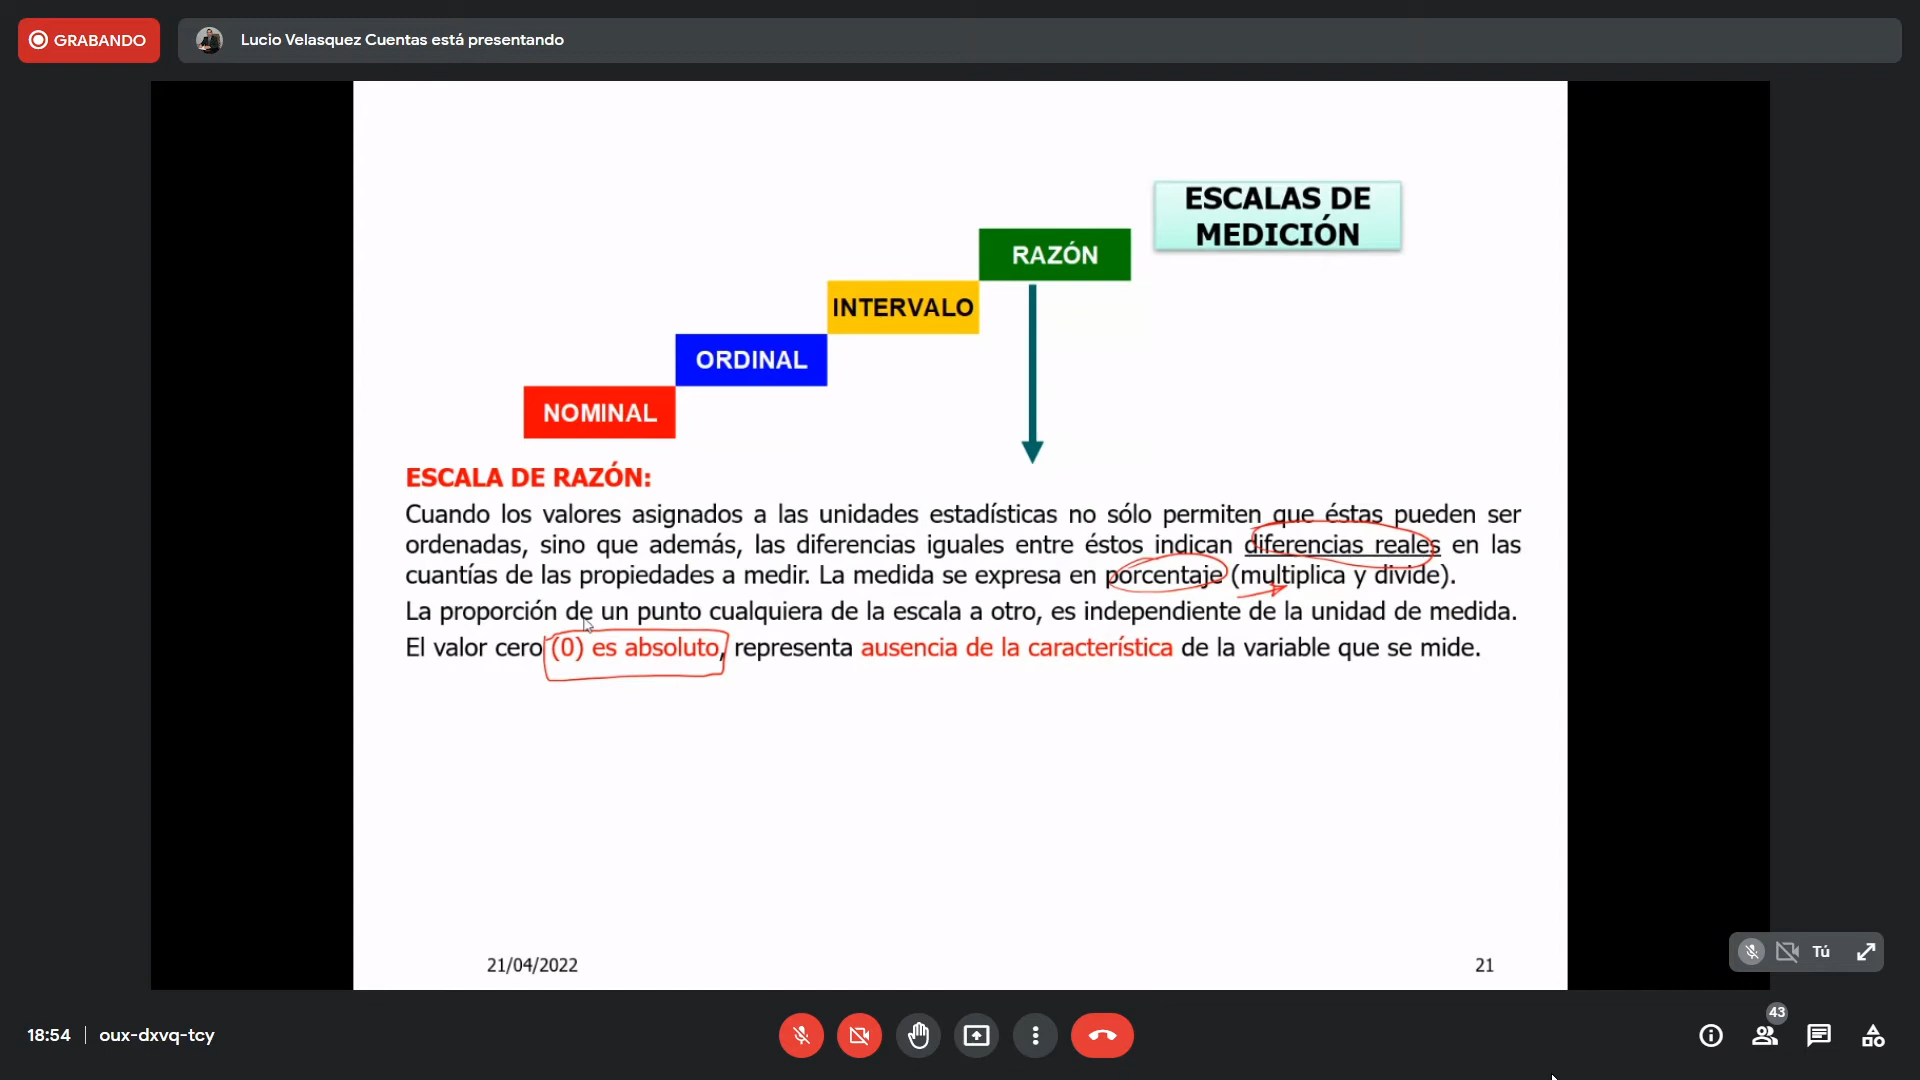 GRABANDO
Lucio Velasquez Cuentas está presentando
ESCALAS DE
MEDICIÓN
RAZÓN
INTERVALO
ORDINAL
NOMINAL
ESCALA DE RAZÓN:
Cuando los valores asignados a las unidades estadísticas no sólo permiten que éstas pueden ser
ordenadas, sino que además, las diferencias iguales entre éstos indican diferencias reales en las
cuantías de las propiedades a medir. La medida se expresa en porcentaje (multiplica y divide).
La proporción de un punto cualquiera de la escala a otro, es independiente de la unidad de medida.
El valor cero (0) es absoluto, representa ausencia de la característica de la variable que se mide.
21/04/2022
21
Tú
18:54
oux-dxvq-tcy
43